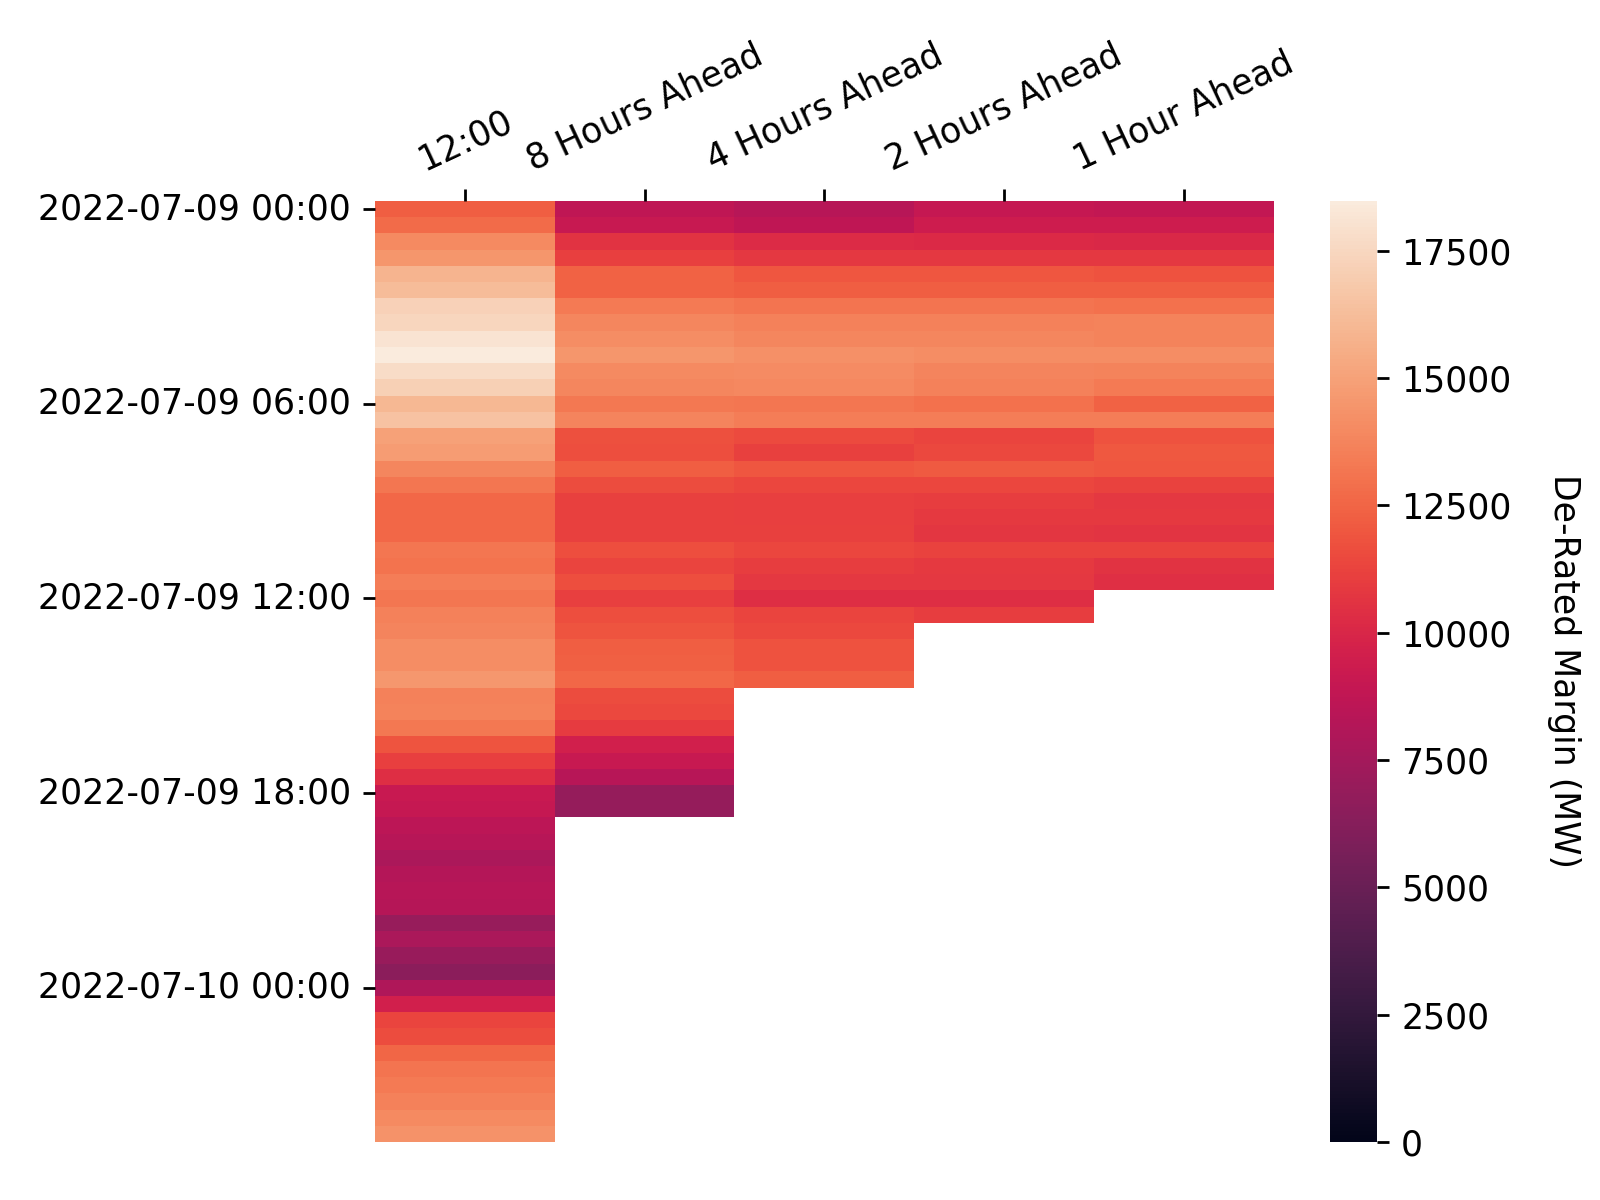 12:00
8 Hours Ahead
4 Hours Ahead
2 Hours Ahead
1 Hour Ahead
2022-07-09 00:00
2022-07-09 06:00
2022-07-09 12:00
2022-07-09 18:00
2022-07-10 00:00
17500
15000
12500
10000
7500
5000
2500
0
De-Rated Margin (MW)